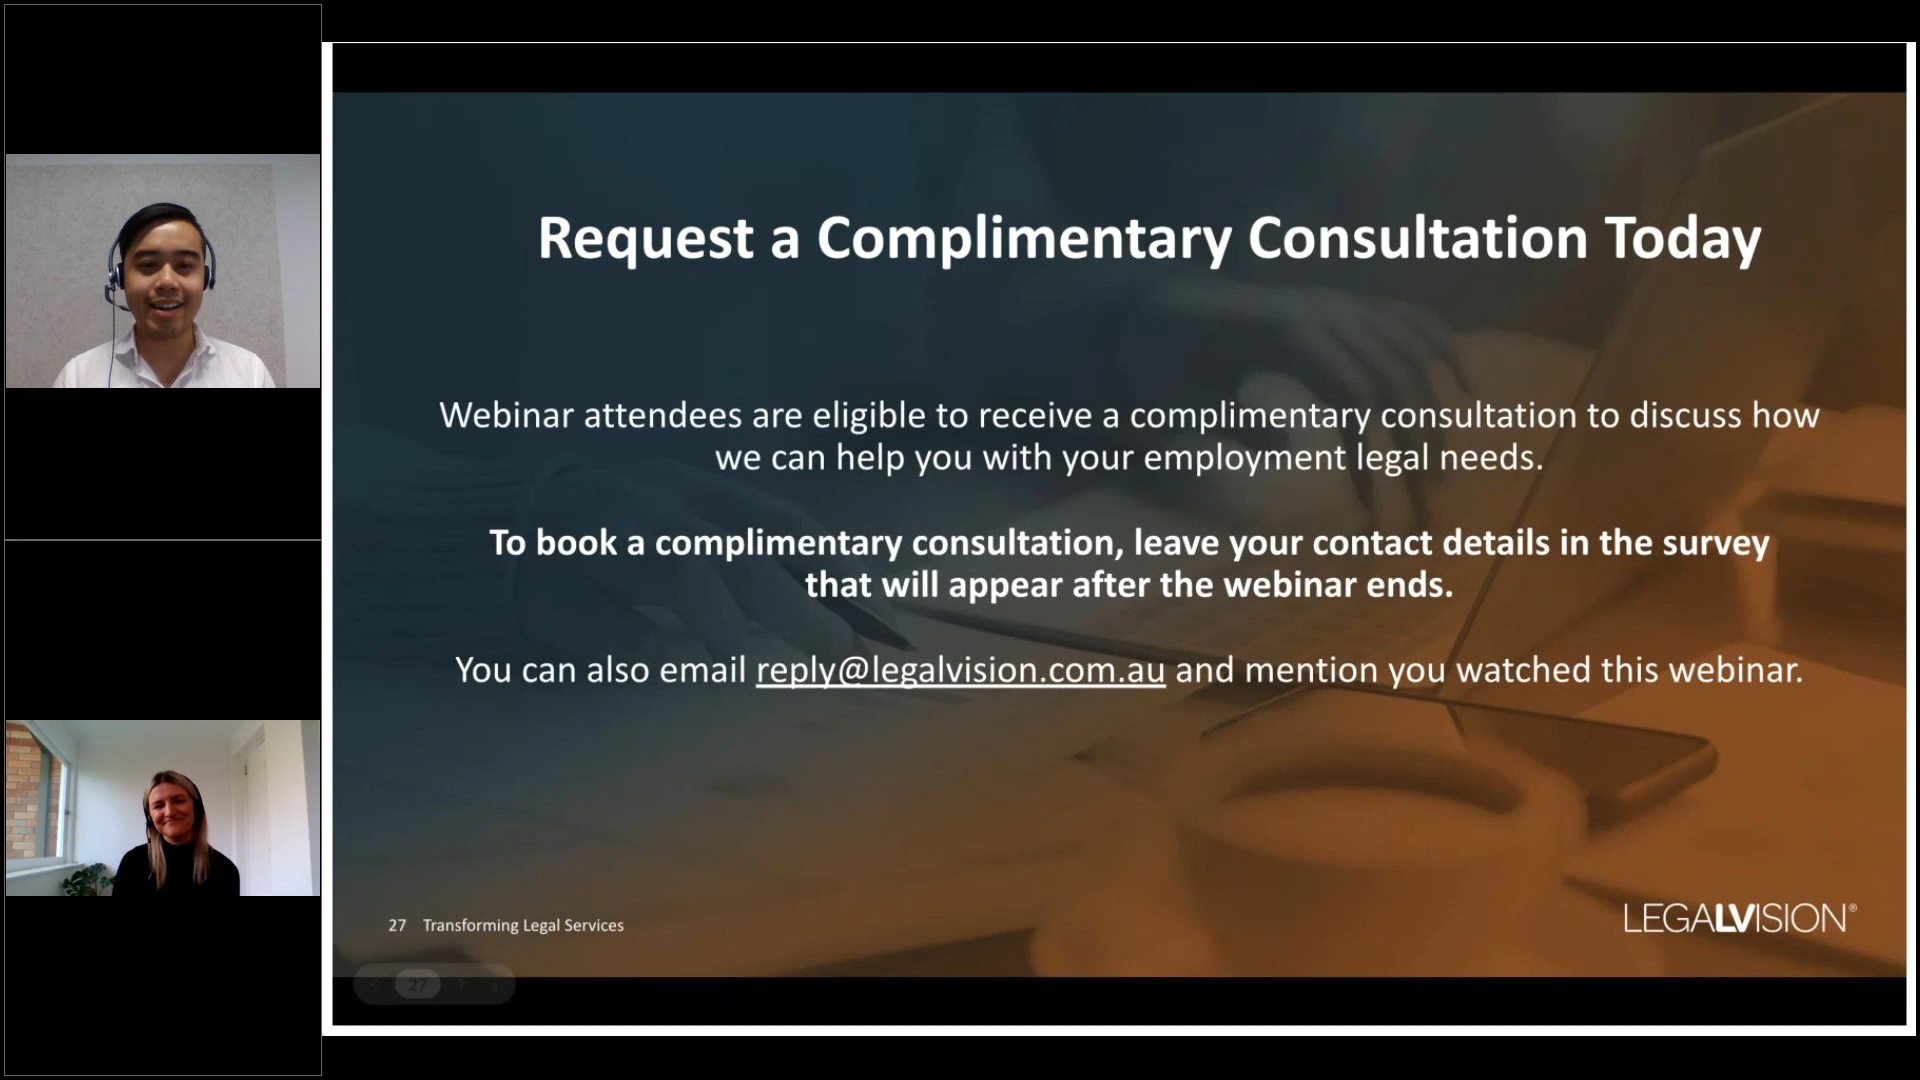 Request a Complimentary Consultation Today
Webinar attendees are eligible to receive a complimentary consultation to discuss how
we can help you with your employment legal needs.
To book a complimentary consultation, leave your contact details in the survey
that will appear after the webinar ends.
You can also email reply@legalvision.com.au and mention you watched this webinar.
27 Transforming Legal Services
LEGALVISION®
27